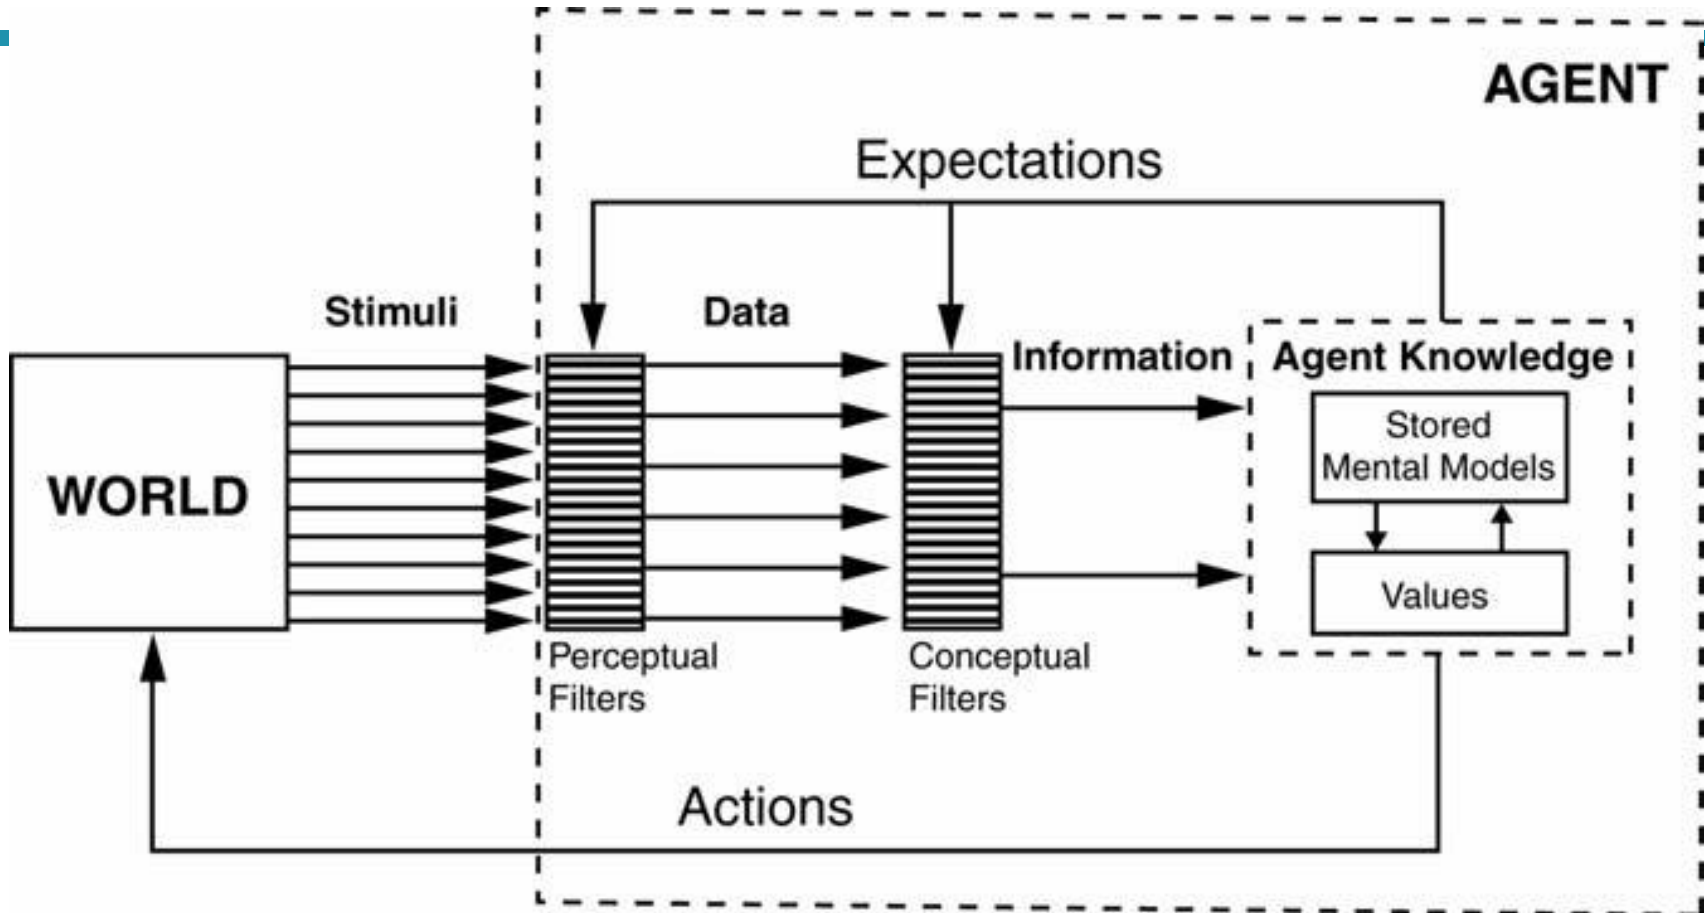 AGENT
Expectations
Stimuli
Data
Information
Agent Knowledge
Stored
Mental Models
WORLD
Values
Perceptual
Filters
Conceptual
Filters
Actions